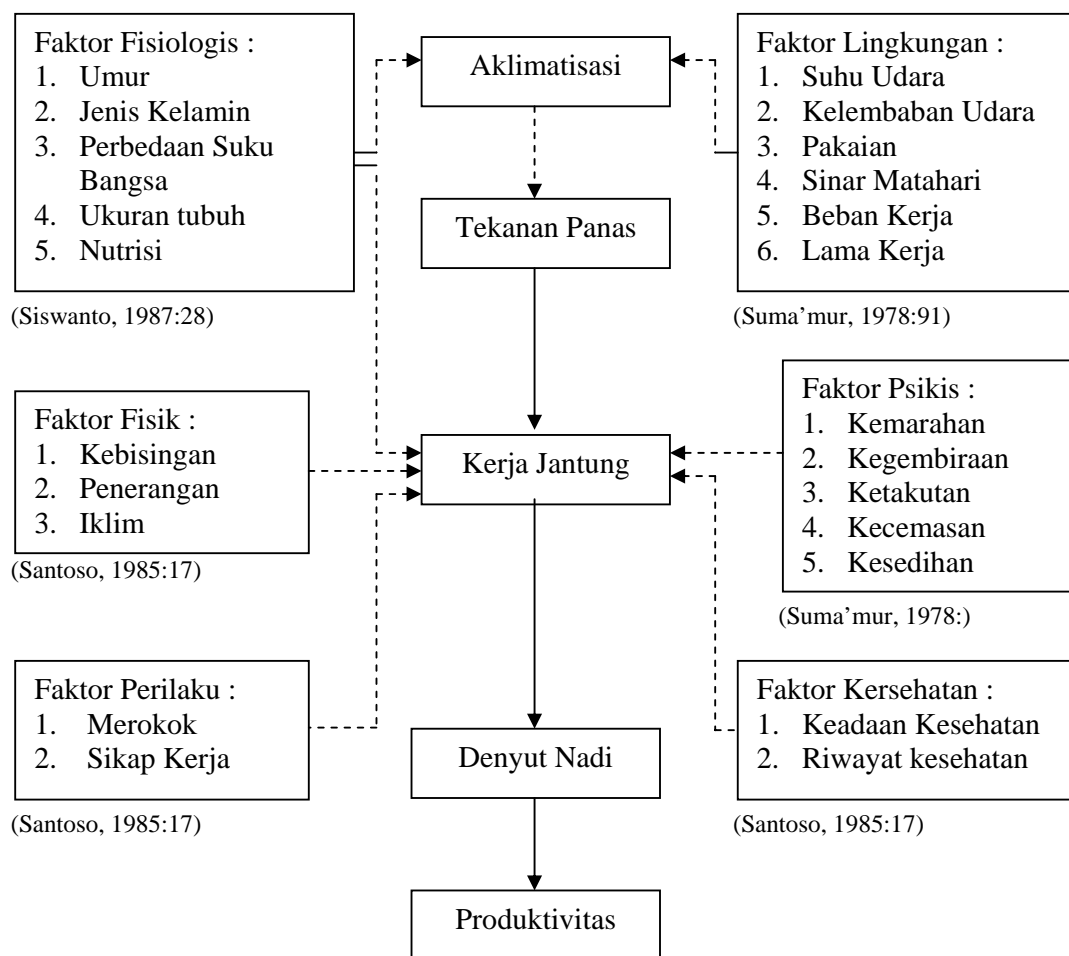 Faktor Fisiologis :
1. Umur
2. Jenis Kelamin
3. Perbedaan Suku
Bangsa
4. Ukuran tubuh
5. Nutrisi
(Siswanto, 1987:28)
Aklimatisasi
Faktor Lingkungan :
1. Suhu Udara
2. Kelembaban Udara
3. Pakaian
4. Sinar Matahari
5. Beban Kerja
6. Lama Kerja
(Suma’mur, 1978:91)
Tekanan Panas
Faktor Fisik :
1. Kebisingan
2. Penerangan
3. Iklim
(Santoso, 1985:17)
Kerja Jantung
Faktor Psikis :
1. Kemarahan
2. Kegembiraan
3. Ketakutan
4. Kecemasan
5. Kesedihan
(Suma’mur, 1978:)
Faktor Perilaku :
1. Merokok
2. Sikap Kerja
(Santoso, 1985:17)
Denyut Nadi
Faktor Kersehatan :
1. Keadaan Kesehatan
2. Riwayat kesehatan
(Santoso, 1985:17)
Produktivitas